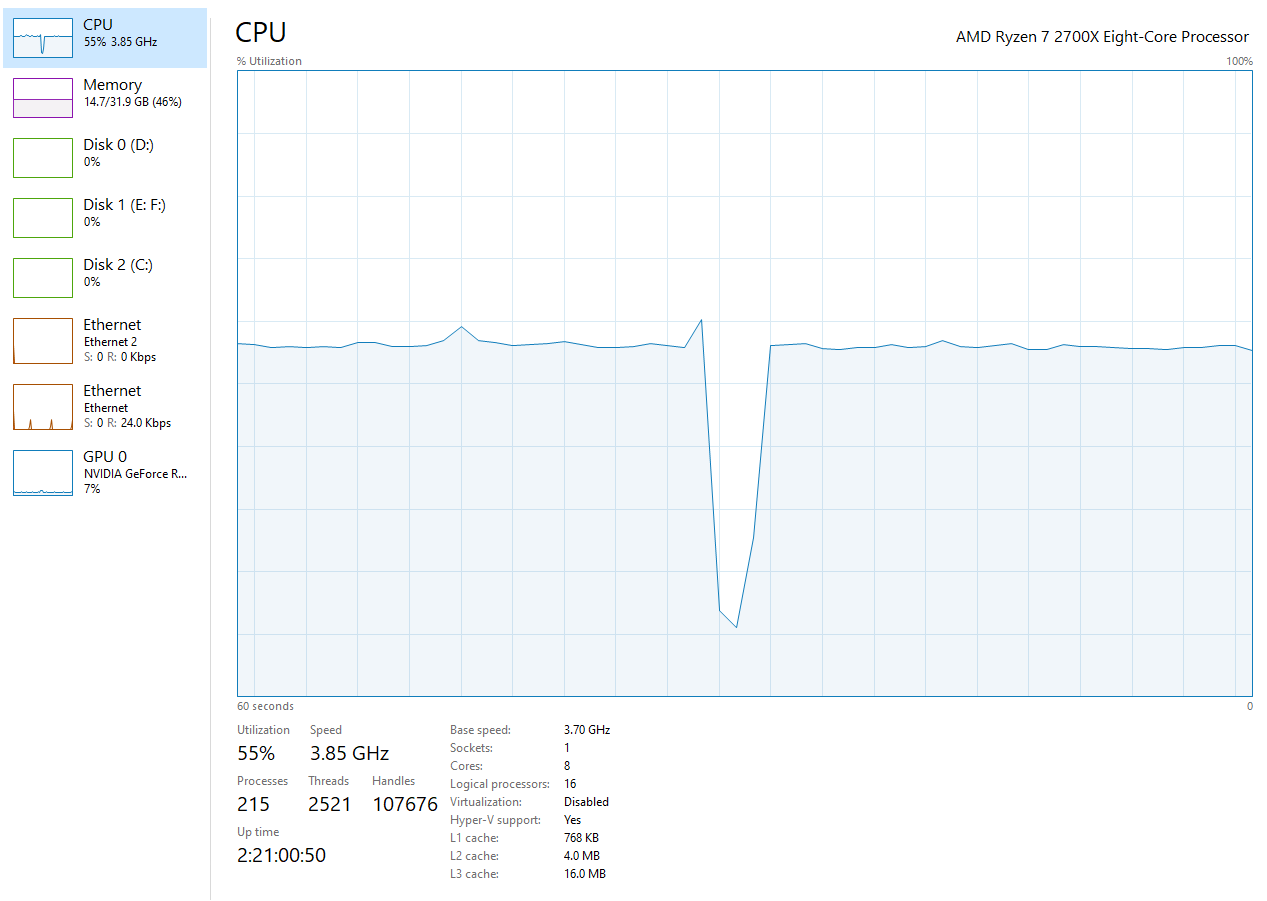 CPU
55% 3.85 GHz
Memory
14.7/31.9 GB (46%)
Disk 0 (D:)
0%
Disk 1 (E: F:)
0%
Disk 2 (C:)
0%
Ethernet
Ethernet 2
S: 0 R: 0 Kbps
Ethernet
Ethernet
S: 0 R: 24.0 Kbps
GPU 0
NVIDIA GeForce R...
7%
CPU
AMD Ryzen 7 2700X Eight-Core Processor
% Utilization 100%
60 seconds 0
Utilization Speed
55% 3.85 GHz
Processes Threads Handles
215 2521 107676
Up time
2:21:00:50
Base speed: 3.70 GHz
Sockets: 1
Cores: 8
Logical processors: 16
Virtualization: Disabled
Hyper-V support: Yes
L1 cache: 768 KB
L2 cache: 4.0 MB
L3 cache: 16.0 MB